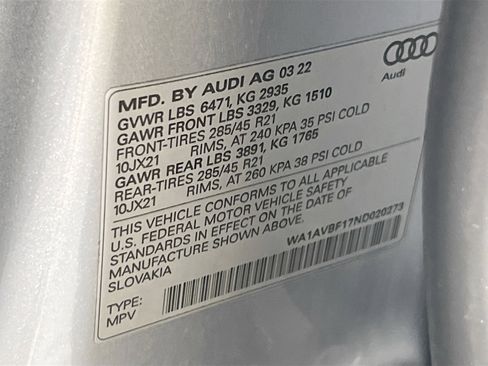 MFD. BY AUDI AG 03 22
GVWR LBS 6471, KG 2935
GAWR FRONT LBS 3329, KG 1510
FRONT-TIRES 285/45 R21
10JX21 RIMS, AT 240 KPA 35 PSI COLD
GAWR REAR LBS 3891, KG 1765
REAR-TIRES 285/45 R21
10JX21 RIMS, AT 260 KPA 38 PSI COLD
THIS VEHICLE CONFORMS TO ALL APPLICABLE
U.S. FEDERAL MOTOR VEHICLE SAFETY
STANDARDS IN EFFECT ON THE DATE OF
MANUFACTURE SHOWN ABOVE.
SLOVAKIA
WA1AVBF17ND020273
TYPE:
MPV
Audi